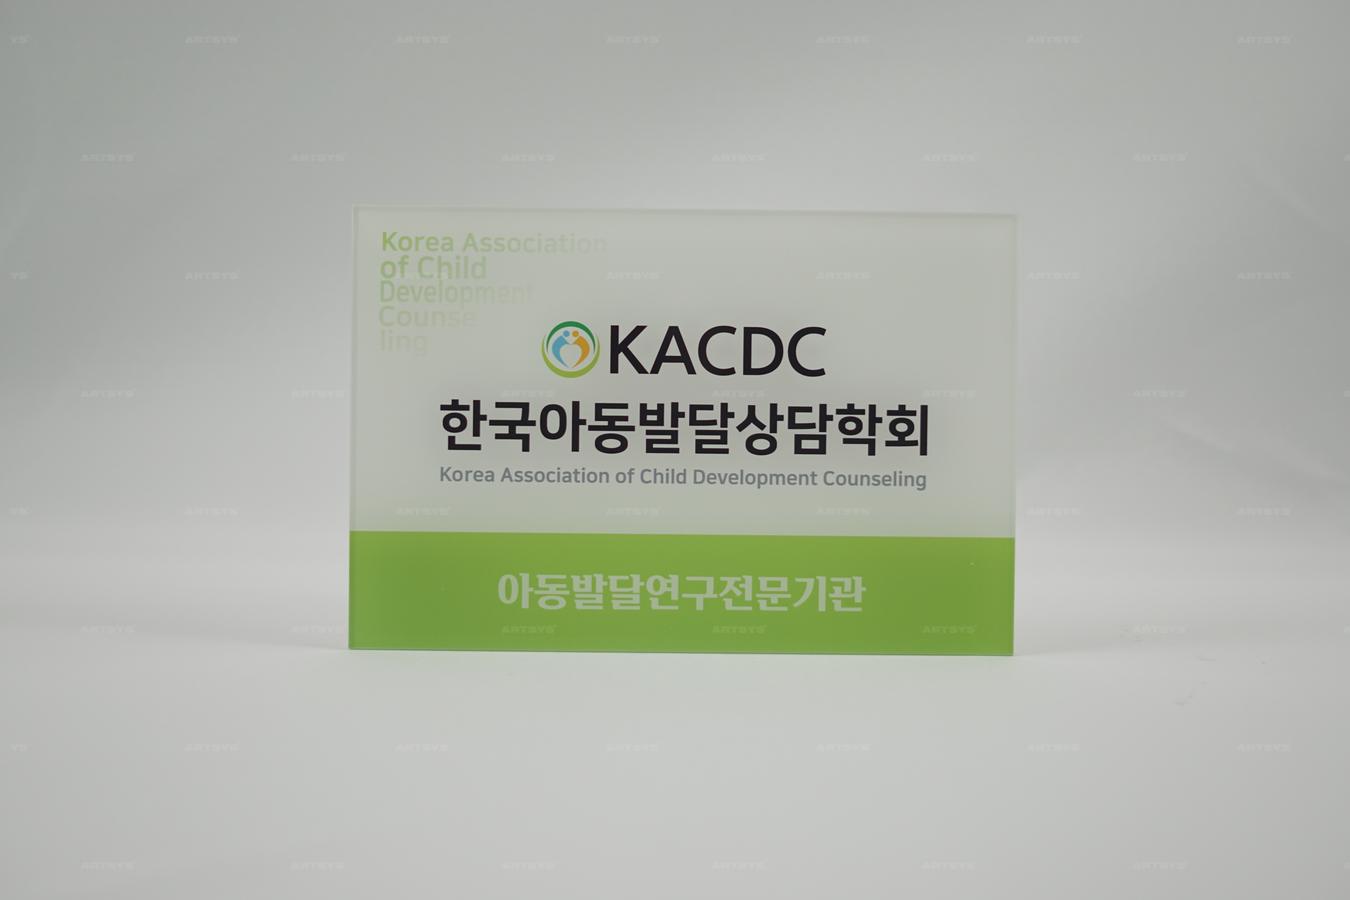 Korea Association
of Child
Development
Counse
ling
KACDC
한국아동발달상담학회
Korea Association of Child Development Counseling
아동발달연구전문기관
ARTSYS